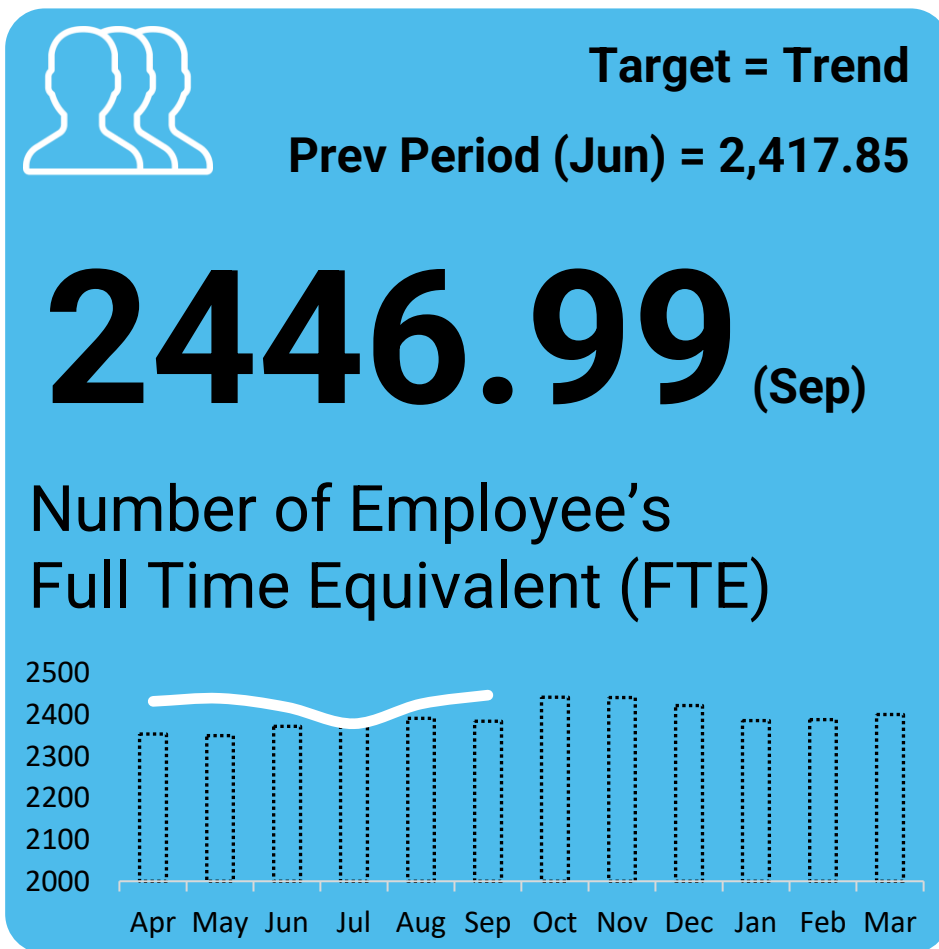 Target = Trend
Prev Period (Jun) = 2,417.85
2446.99 (Sep)
Number of Employee’s
Full Time Equivalent (FTE)
2500
2400
2300
2200
2100
2000
Apr May Jun Jul Aug Sep Oct Nov Dec Jan Feb Mar